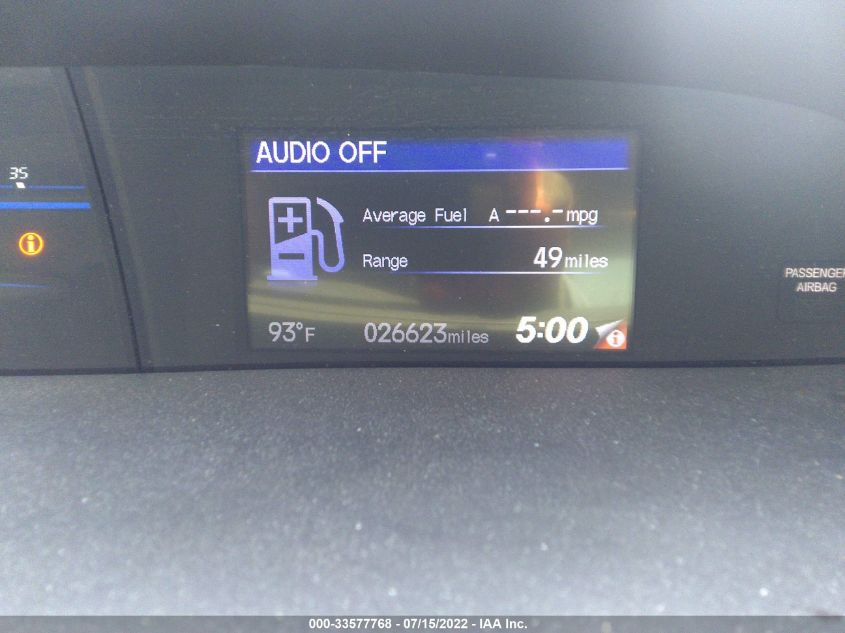 AUDIO OFF
35
Average Fuel A ---.- mpg
Range 49 miles
PASSENGER
AIRBAG
93°F 026623 miles 5:00
000-33577768 - 07/15/2022 - IAA Inc.